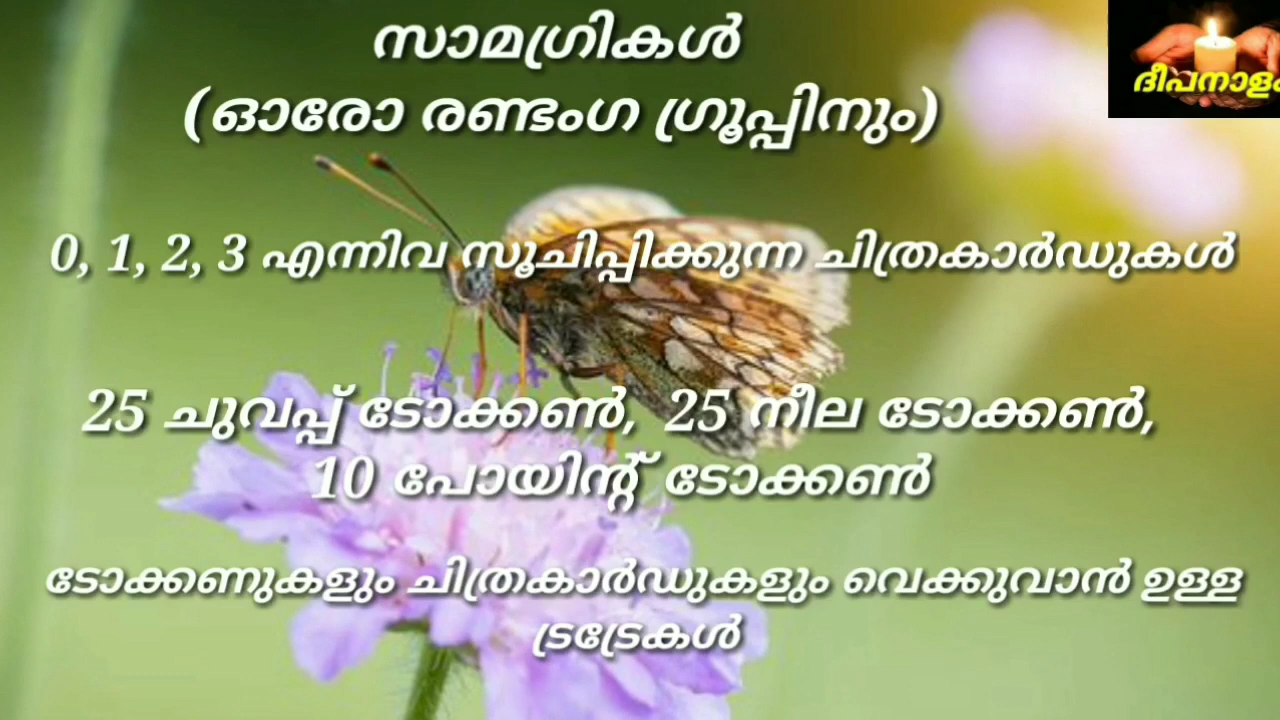 സാമഗ്രികൾ
(ഓരോ രണ്ടംഗ ഗ്രൂപ്പിനും)
ദീപനാളം
0, 1, 2, 3 എന്നിവ സൂചിപ്പിക്കുന്ന ചിത്രകാർഡുകൾ
25 ചുവപ്പ് ടോക്കൺ, 25 നീല ടോക്കൺ,
10 പോയിന്റ് ടോക്കൺ
ടോക്കണുകളും ചിത്രകാർഡുകളും വെക്കുവാൻ ഉള്ള
ട്രട്രേകൾ